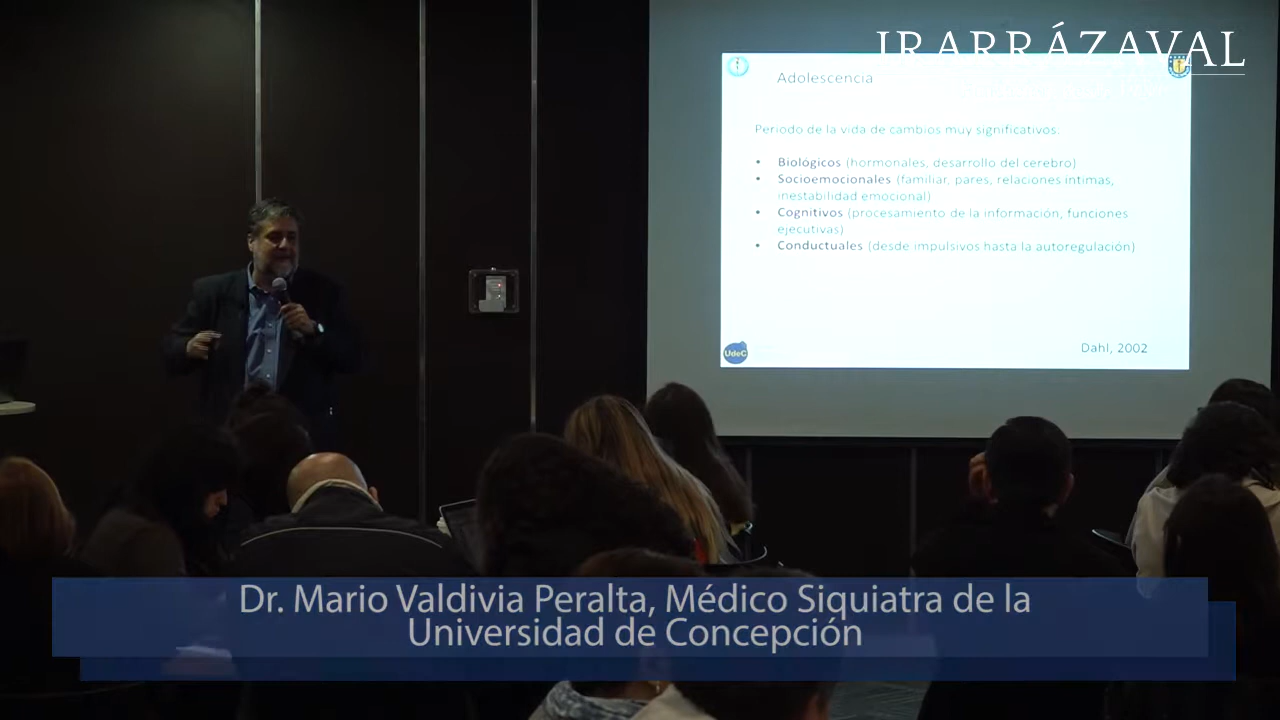 IRARRÁZAVAL
Adolescencia
Periodo de la vida de cambios muy significativos:
• Biológicos (hormonales, desarrollo del cerebro)
• Socioemocionales (familiar, pares, relaciones intimas,
inestabilidad emocional)
• Cognitivos (procesamiento de la información, funciones
ejecutivas)
• Conductuales (desde impulsivos hasta la autoregulación)
Dahl, 2002
UdeC
Dr. Mario Valdivia Peralta, Médico Siquiatra de la
Universidad de Concepción